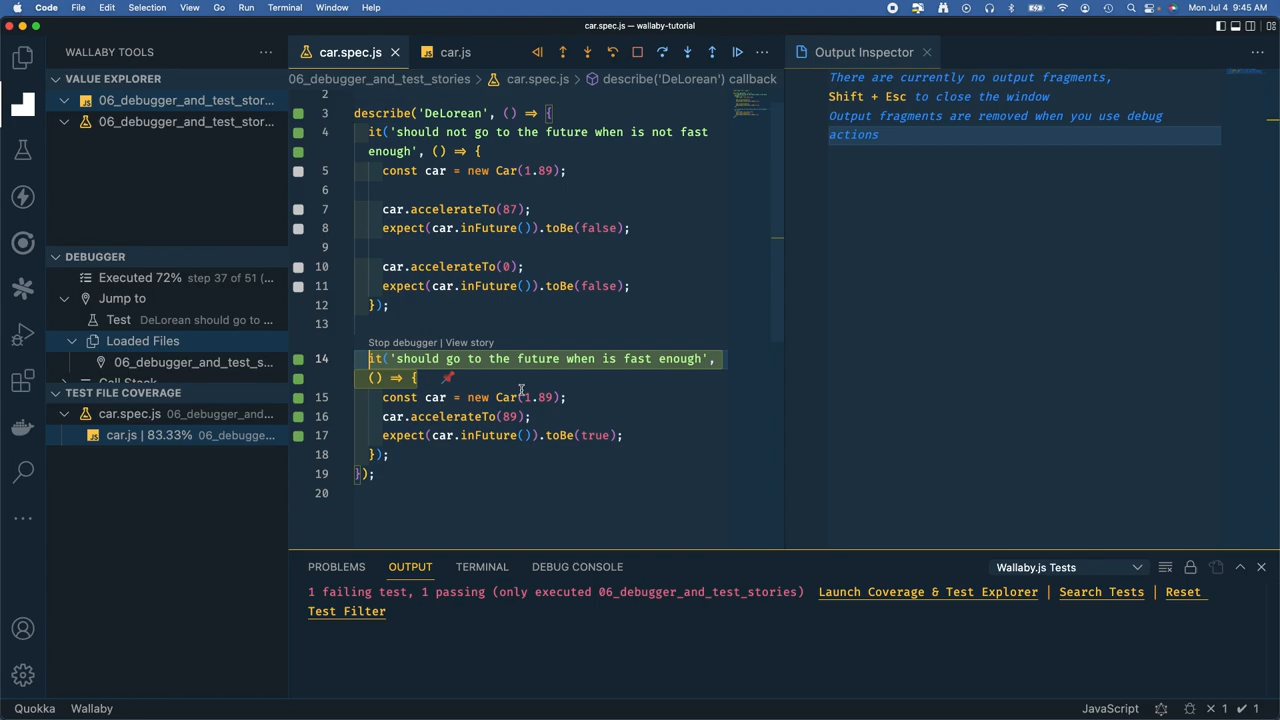 Code File Edit Selection View Go Run Terminal Window Help Mon Jul 4 9:45 AM
car.spec.js — wallaby-tutorial
WALLABY TOOLS ···
VALUE EXPLORER
06_debugger_and_test_stor...
06_debugger_and_test_stor...
DEBUGGER
Executed 72% step 37 of 51 (...
Jump to
Test DeLorean should go to ...
Loaded Files
06_debugger_and_test_s...
Call Stack
TEST FILE COVERAGE
car.spec.js 06_debugger_and...
car.js | 83.33% 06_debugge...
car.spec.js
car.js
06_debugger_and_test_stories > car.spec.js > describe('DeLorean') callback
2
3 describe('DeLorean', () => {
4 it('should not go to the future when is not fast
enough', () => {
5 const car = new Car(1.89);
6
7 car.accelerateTo(87);
8 expect(car.inFuture()).toBe(false);
9
10 car.accelerateTo(0);
11 expect(car.inFuture()).toBe(false);
12 });
13
Stop debugger | View story
14 it('should go to the future when is fast enough',
() => {
15 const car = new Car(1.89);
16 car.accelerateTo(89);
17 expect(car.inFuture()).toBe(true);
18 });
19 });
20
Output Inspector
There are currently no output fragments,
Shift + Esc to close the window
Output fragments are removed when you use debug
actions
PROBLEMS OUTPUT TERMINAL DEBUG CONSOLE Wallaby.js Tests
1 failing test, 1 passing (only executed 06_debugger_and_test_stories) Launch Coverage & Test Explorer | Search Tests | Reset
Test Filter
Quokka Wallaby JavaScript × 1 ✔ 1